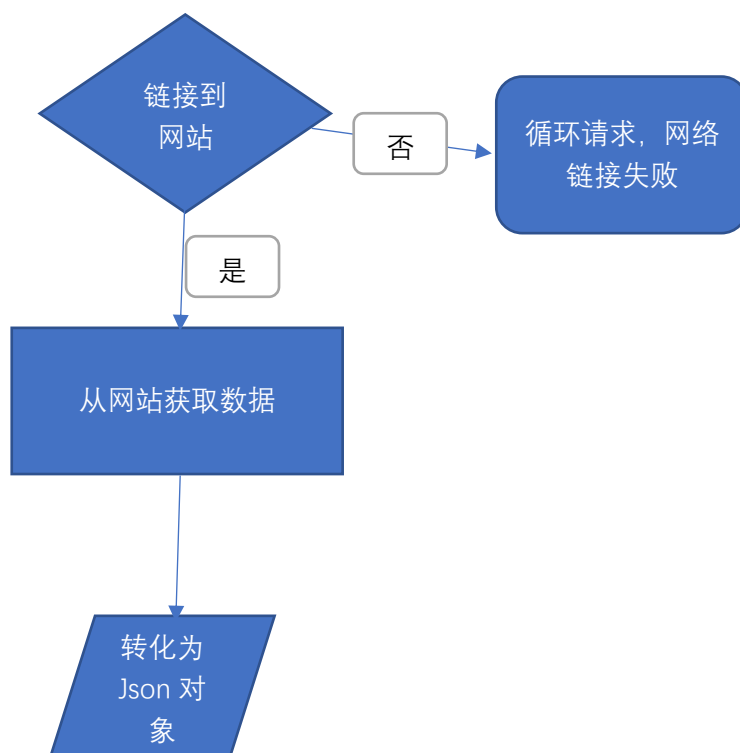 链接到
网站
否
循环请求，网络
链接失败
是
从网站获取数据
转化为
Json 对
象